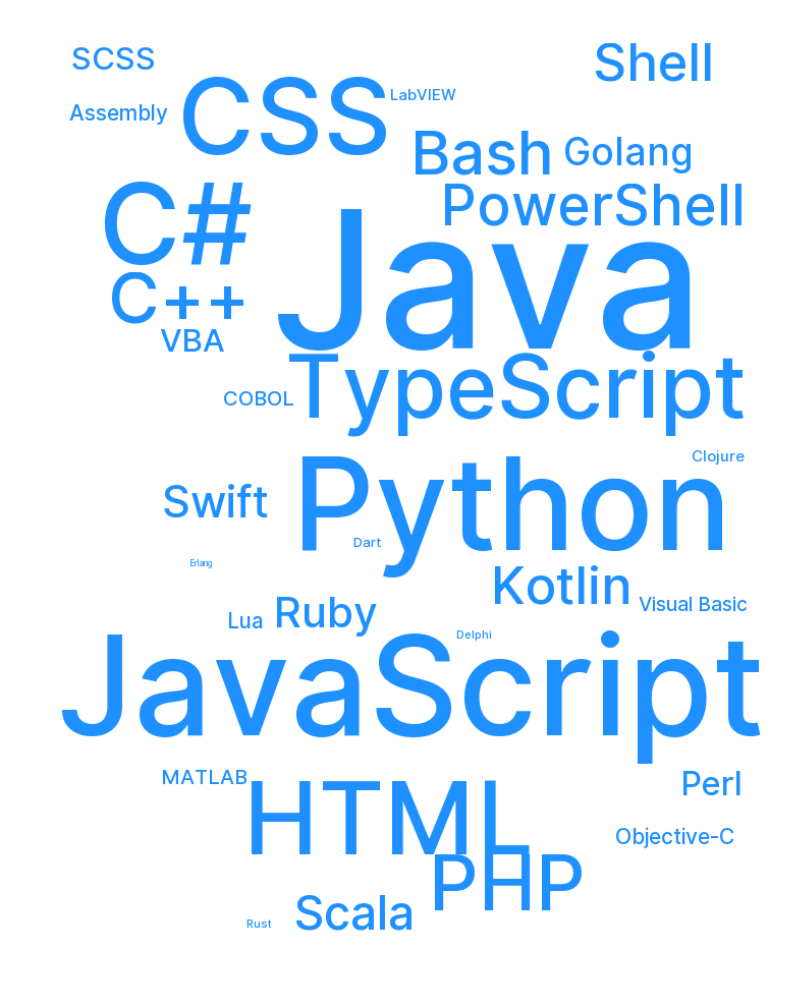 SCSS
Shell
CSS
LabVIEW
Assembly
Bash
Golang
C#
PowerShell
Java
C++
VBA
TypeScript
COBOL
Clojure
Python
Swift
Dart
Erlang
Kotlin
Visual Basic
Lua
Ruby
Delphi
JavaScript
MATLAB
Perl
HTML
Objective-C
PHP
Scala
Rust